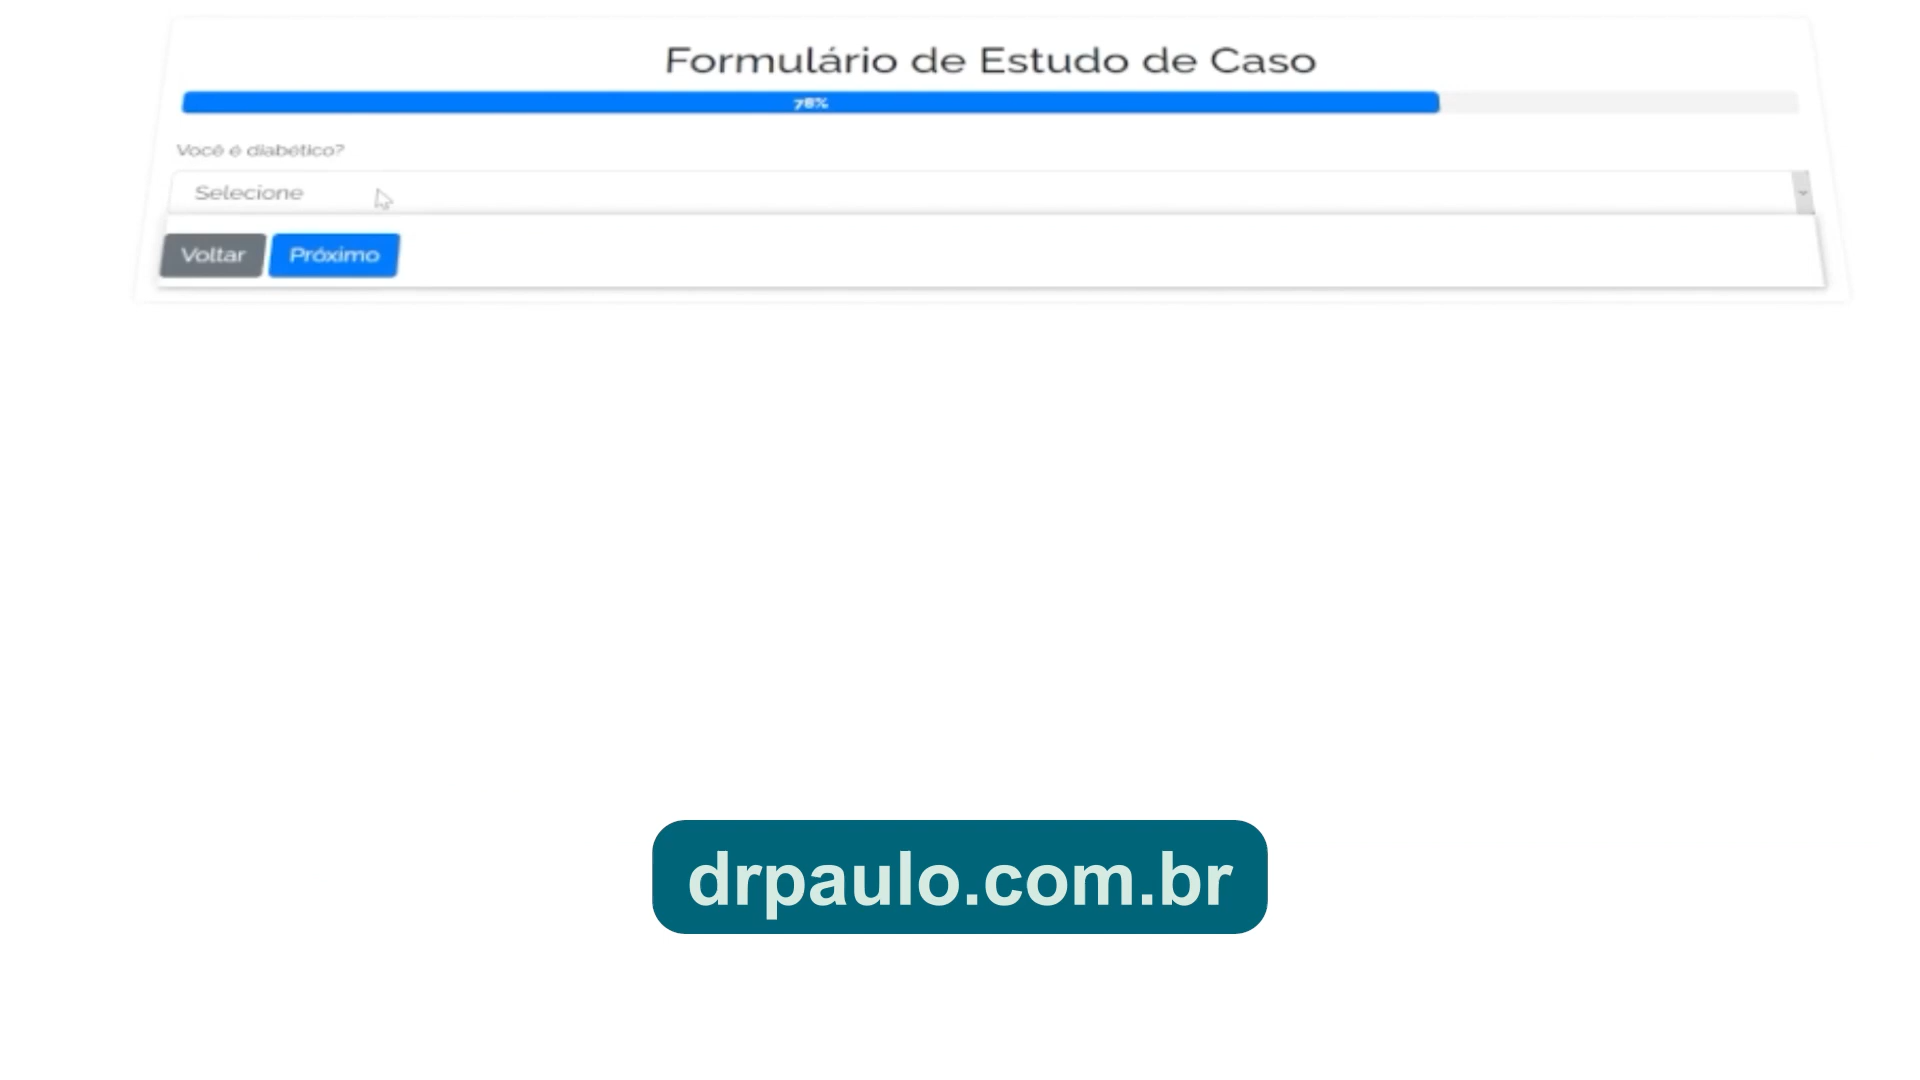 Formulário de Estudo de Caso
78%
Você é diabético?
Selecione
Voltar Próximo
drpaulo.com.br